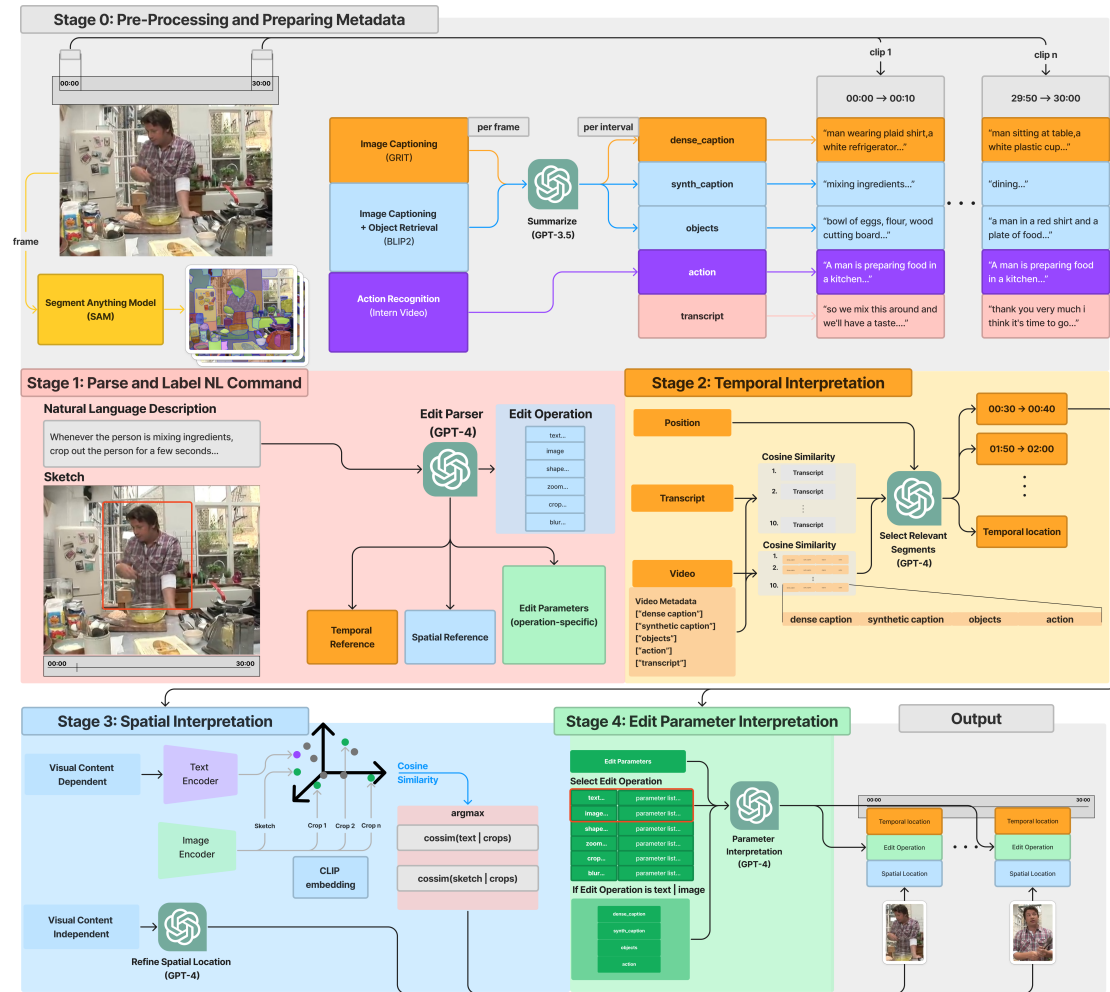 Stage 0: Pre-Processing and Preparing Metadata
clip 1
clip n
00:00
30:00
00:00 → 00:10
29:50 → 30:00
per frame
per interval
Image Captioning
(GRIT)
dense_caption
“man wearing plaid shirt,a
white refrigerator...”
“man sitting at table,a
white plastic cup...”
synth_caption
“mixing ingredients...”
“dining...”
Image Captioning
+ Object Retrieval
(BLIP2)
Summarize
(GPT-3.5)
objects
“bowl of eggs, flour, wood
cutting board...”
“a man in a red shirt and a
plate of food...”
frame
Action Recognition
(Intern Video)
action
“A man is preparing food in
a kitchen...”
“A man is preparing food
in a kitchen...”
Segment Anything Model
(SAM)
transcript
“so we mix this around and
we'll have a taste....”
“thank you very much i
think it's time to go...”
Stage 1: Parse and Label NL Command
Natural Language Description
Whenever the person is mixing ingredients,
crop out the person for a few seconds...
Sketch
00:00
30:00
Edit Parser
(GPT-4)
Edit Operation
text...
image
shape...
zoom...
crop...
blur...
Temporal
Reference
Spatial Reference
Edit Parameters
(operation-specific)
Stage 2: Temporal Interpretation
Position
Transcript
Video
Video Metadata
["dense caption"]
["synthetic caption"]
["objects"]
["action"]
["transcript"]
Cosine Similarity
1. Transcript
2. Transcript
10. Transcript
Cosine Similarity
1.
2.
10.
Select Relevant
Segments
(GPT-4)
00:30 → 00:40
01:50 → 02:00
Temporal location
dense caption
synthetic caption
objects
action
Stage 3: Spatial Interpretation
Visual Content
Dependent
Text
Encoder
Image
Encoder
Sketch
Crop 1
Crop 2
Crop n
CLIP
embedding
Cosine
Similarity
argmax
cossim(text | crops)
cossim(sketch | crops)
Visual Content
Independent
Refine Spatial Location
(GPT-4)
Stage 4: Edit Parameter Interpretation
Edit Parameters
Select Edit Operation
text... parameter list...
image... parameter list...
shape... parameter list...
zoom... parameter list...
crop... parameter list...
blur... parameter list...
If Edit Operation is text | image
dense_caption
synth_caption
objects
action
Parameter
Interpretation
(GPT-4)
Output
00:00
30:00
Temporal location
Edit Operation
Spatial Location
Temporal location
Edit Operation
Spatial Location